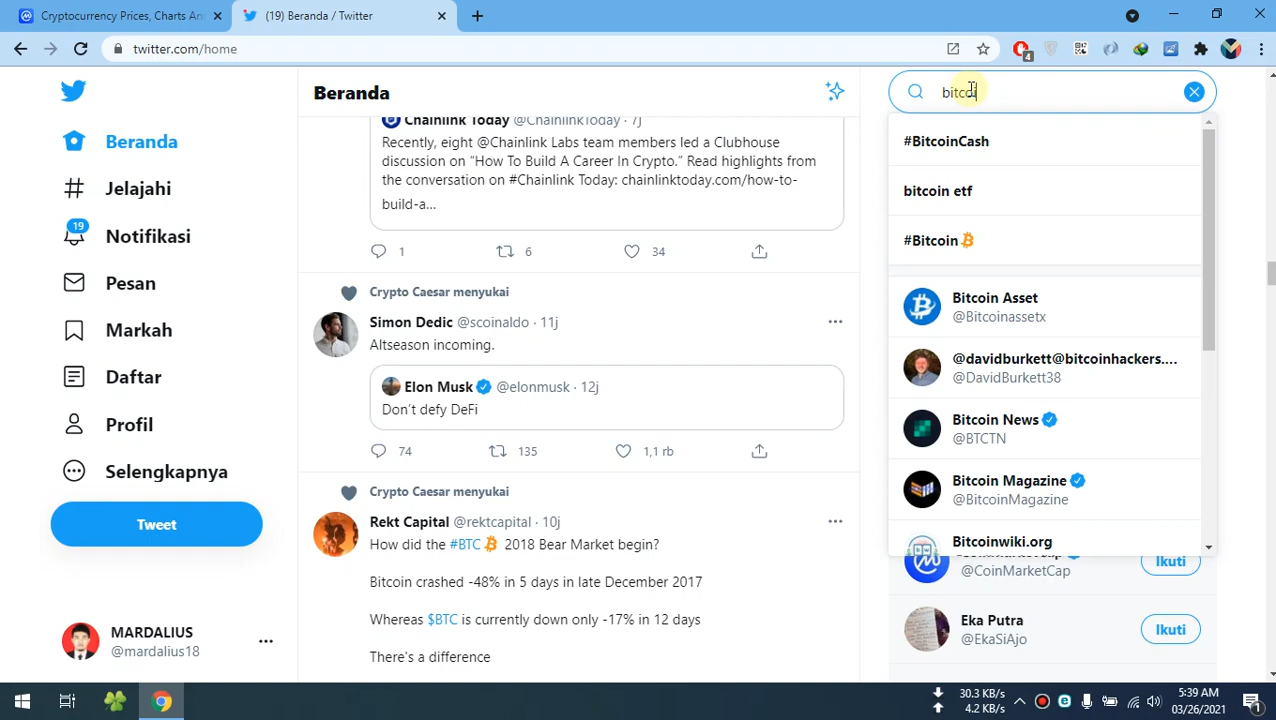 Cryptocurrency Prices, Charts An
(19) Beranda / Twitter
twitter.com/home
4
Beranda
Jelajahi
19
Notifikasi
Pesan
Markah
Daftar
Profil
Selengkapnya
Tweet
MARDALIUS
@mardalius18
Beranda
Chainlink Today @ChainlinkToday · 7j
Recently, eight @Chainlink Labs team members led a Clubhouse
discussion on “How To Build A Career In Crypto.” Read highlights from
the conversation on #Chainlink Today: chainlinktoday.com/how-to-
build-a...
1 6 34
Crypto Caesar menyukai
Simon Dedic @scoinaldo · 11j
Altseason incoming.
Elon Musk @elonmusk · 12j
Don’t defy DeFi
74 135 1,1 rb
Crypto Caesar menyukai
Rekt Capital @rektcapital · 10j
How did the #BTC 2018 Bear Market begin?
Bitcoin crashed -48% in 5 days in late December 2017
Whereas $BTC is currently down only -17% in 12 days
There's a difference
#BitcoinCash
bitcoin etf
#Bitcoin
Bitcoin Asset
@Bitcoinassetx
@davidburkett@bitcoinhackers....
@DavidBurkett38
Bitcoin News
@BTCTN
Bitcoin Magazine
@BitcoinMagazine
Bitcoinwiki.org
@CoinMarketCap
Ikuti
Eka Putra
@EkaSiAjo
Ikuti
30.3 KB/s
4.2 KB/s
5:39 AM
03/26/2021
1